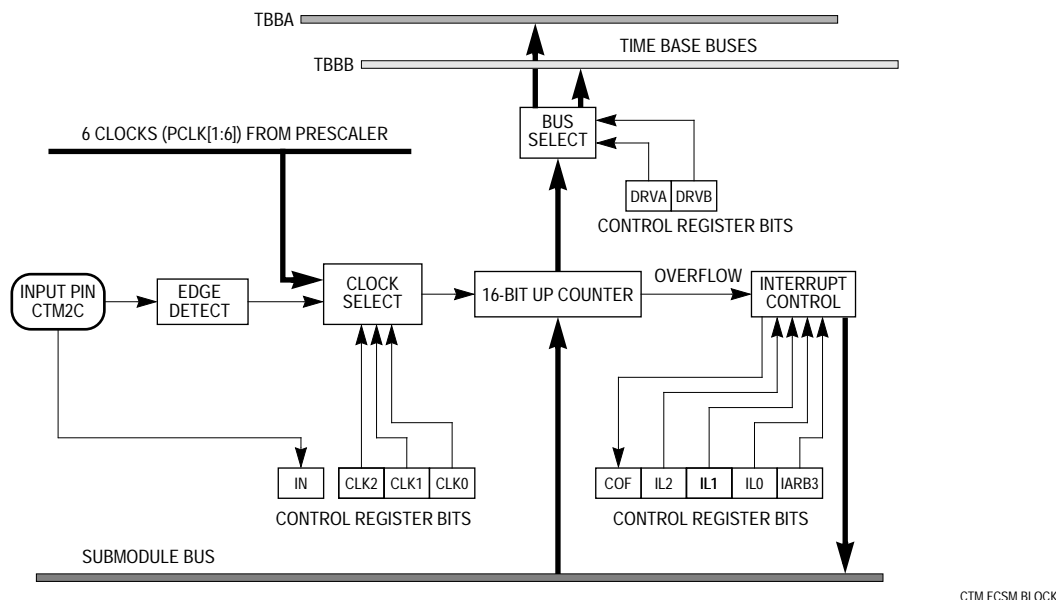 TBBA
TIME BASE BUSES
TBBB
6 CLOCKS (PCLK[1:6]) FROM PRESCALER
BUS
SELECT
DRVA DRVB
CONTROL REGISTER BITS
INPUT PIN
CTM2C
EDGE
DETECT
CLOCK
SELECT
16-BIT UP COUNTER
OVERFLOW
INTERRUPT
CONTROL
IN
CLK2 CLK1 CLK0
CONTROL REGISTER BITS
COF IL2 IL1 IL0 IARB3
CONTROL REGISTER BITS
SUBMODULE BUS
CTM FCSM BLOCK